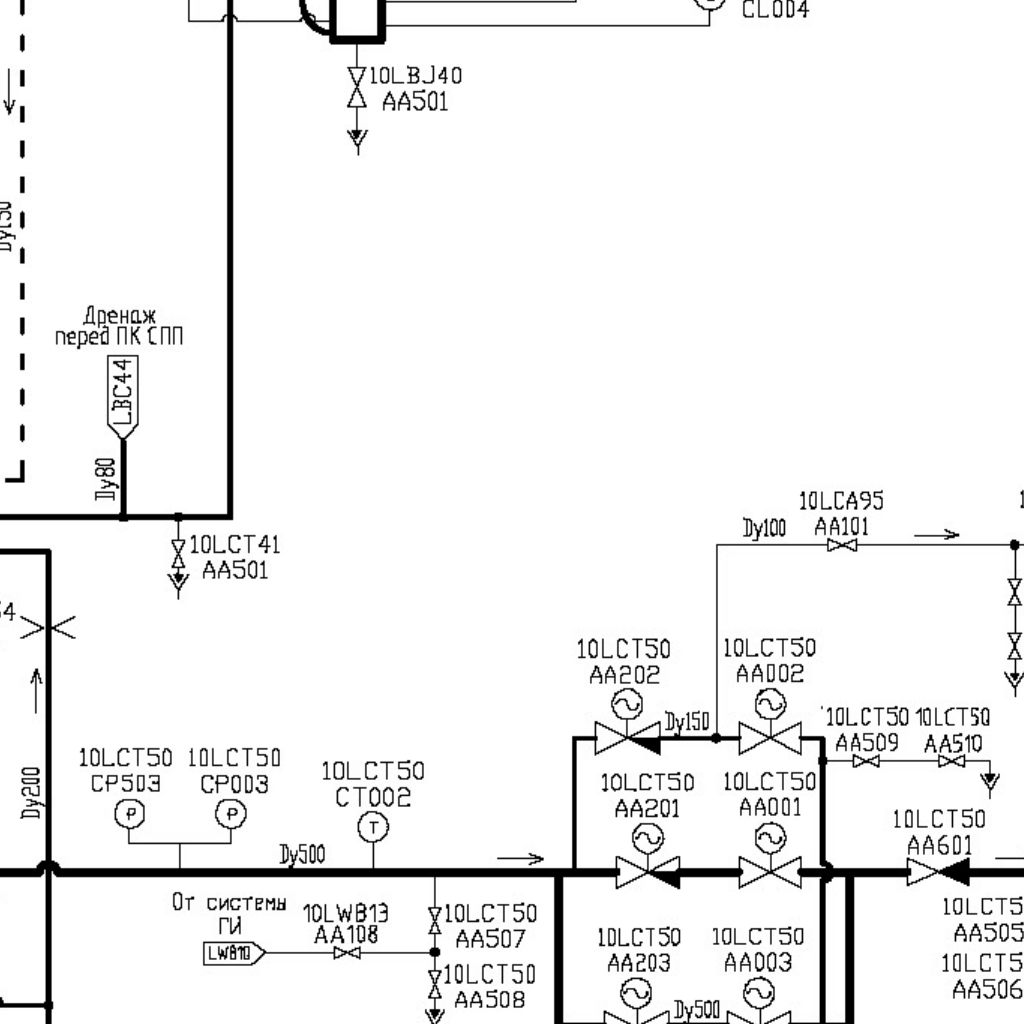 CL004
10LBJ40
AA501
Dy150
Дренаж
перед ПК СПП
LBC44
Dy80
10LCT41
AA501
10LCA95
Dy100
AA101
10LCT50
AA202
10LCT50
AA002
Dy150
10LCT50
AA509
10LCT50
AA510
Dy200
10LCT50
CP503
10LCT50
CP003
10LCT50
CT002
P
P
T
10LCT50
AA201
10LCT50
AA001
10LCT50
AA601
Dy500
От системы
ГИ
LWB10
10LWB13
AA108
10LCT50
AA507
10LCT50
AA508
10LCT50
AA203
10LCT50
AA003
Dy500
10LCT5
AA505
10LCT5
AA506